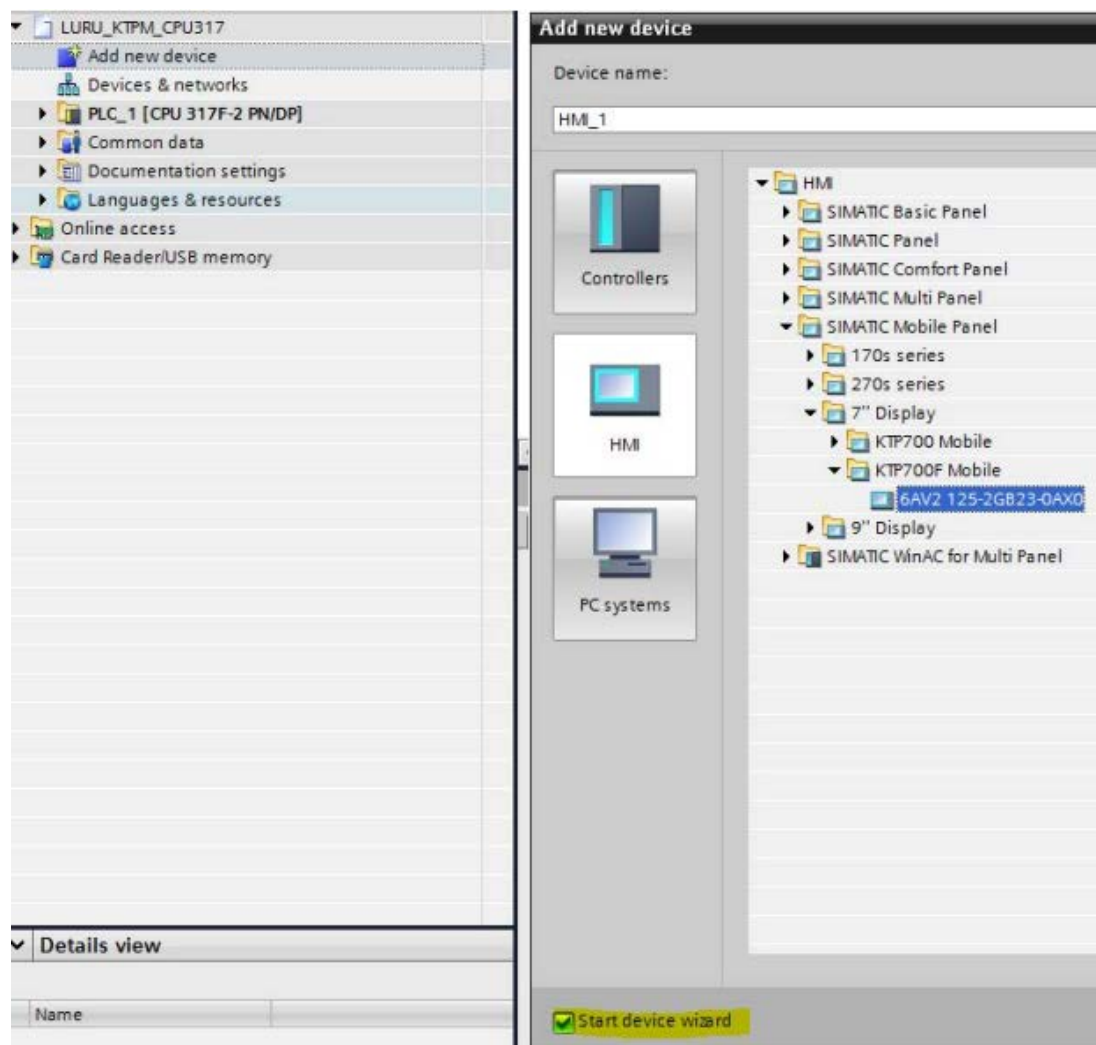 LURU_KTPM_CPU317
Add new device
Devices & networks
PLC_1 [CPU 317F-2 PN/DP]
Common data
Documentation settings
Languages & resources
Online access
Card Reader/USB memory
Details view
Name
Add new device
Device name:
HMI_1
Controllers
HMI
PC systems
HMI
SIMATIC Basic Panel
SIMATIC Panel
SIMATIC Comfort Panel
SIMATIC Multi Panel
SIMATIC Mobile Panel
170s series
270s series
7" Display
KTP700 Mobile
KTP700F Mobile
6AV2 125-2GB23-0AX0
9" Display
SIMATIC WinAC for Multi Panel
Start device wizard